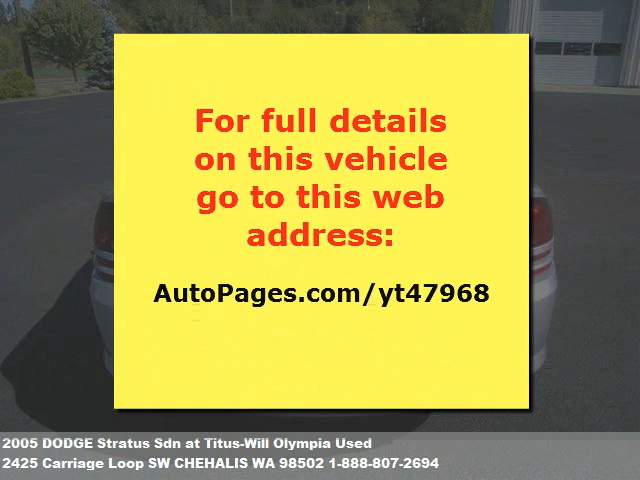 For full details
on this vehicle
go to this web
address:
AutoPages.com/yt47968
2005 DODGE Stratus Sdn at Titus-Will Olympia Used
2425 Carriage Loop SW CHEHALIS WA 98502 1-888-807-2694